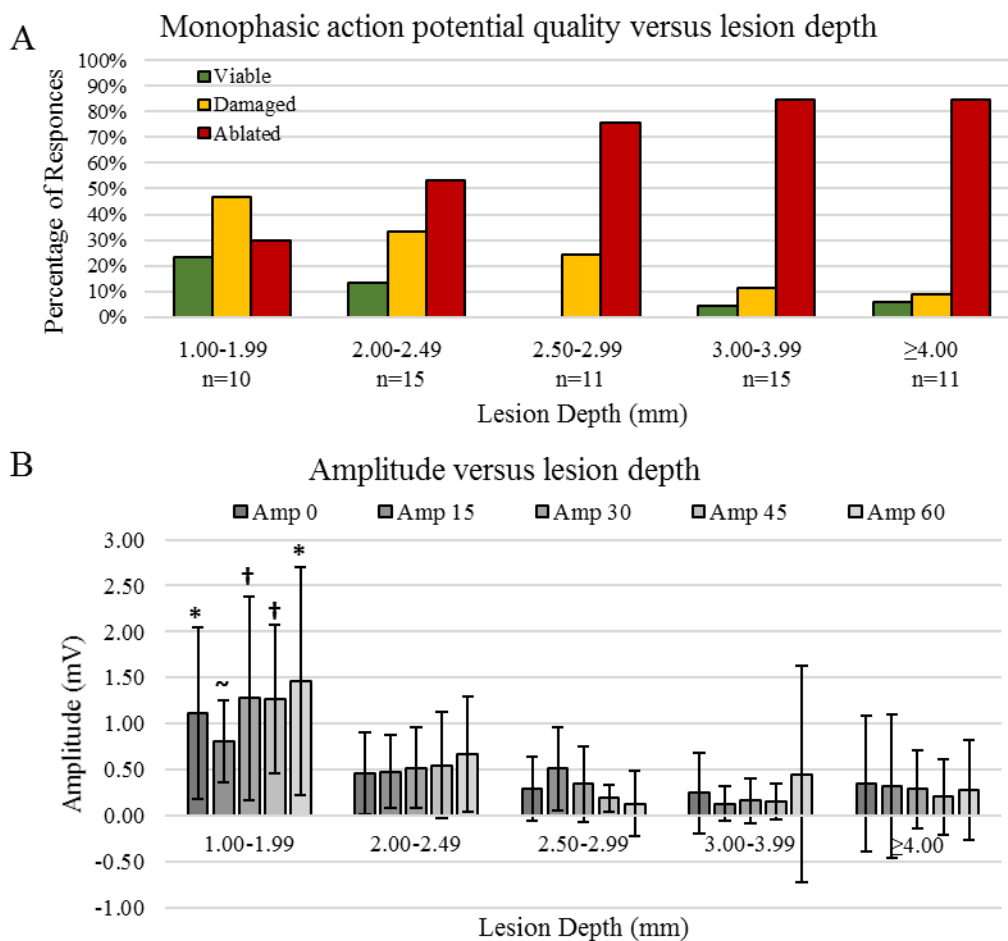 A
Monophasic action potential quality versus lesion depth
Percentage of Responces
100%
90%
80%
70%
60%
50%
40%
30%
20%
10%
0%
Viable
Damaged
Ablated
1.00-1.99 2.00-2.49 2.50-2.99 3.00-3.99 ≥4.00
n=10 n=15 n=11 n=15 n=11
Lesion Depth (mm)
B
Amplitude versus lesion depth
Amp 0 Amp 15 Amp 30 Amp 45 Amp 60
Amplitude (mV)
3.00
2.50
2.00
1.50
1.00
0.50
0.00
-0.50
-1.00
* ~ † † *
1.00-1.99 2.00-2.49 2.50-2.99 3.00-3.99 ≥4.00
Lesion Depth (mm)